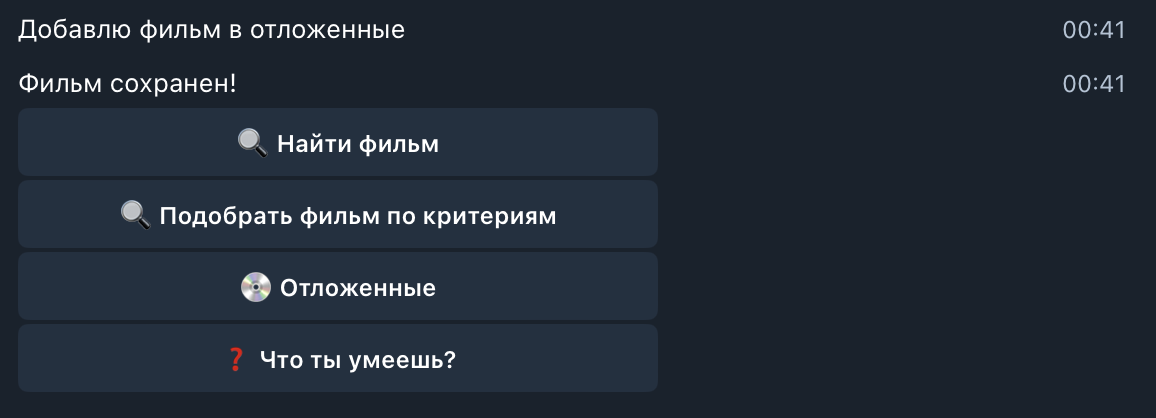 Добавлю фильм в отложенные 00:41
Фильм сохранен! 00:41
Найти фильм
Подобрать фильм по критериям
Отложенные
❓ Что ты умеешь?